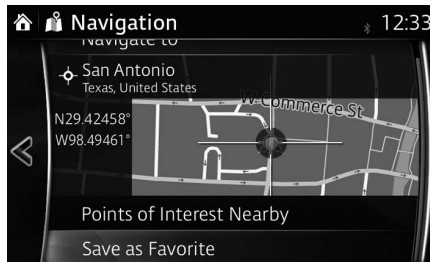 Navigation
12:33
Navigate to
San Antonio
Texas, United States
W Commerce St
N29.42458°
W98.49461°
Points of Interest Nearby
Save as Favorite